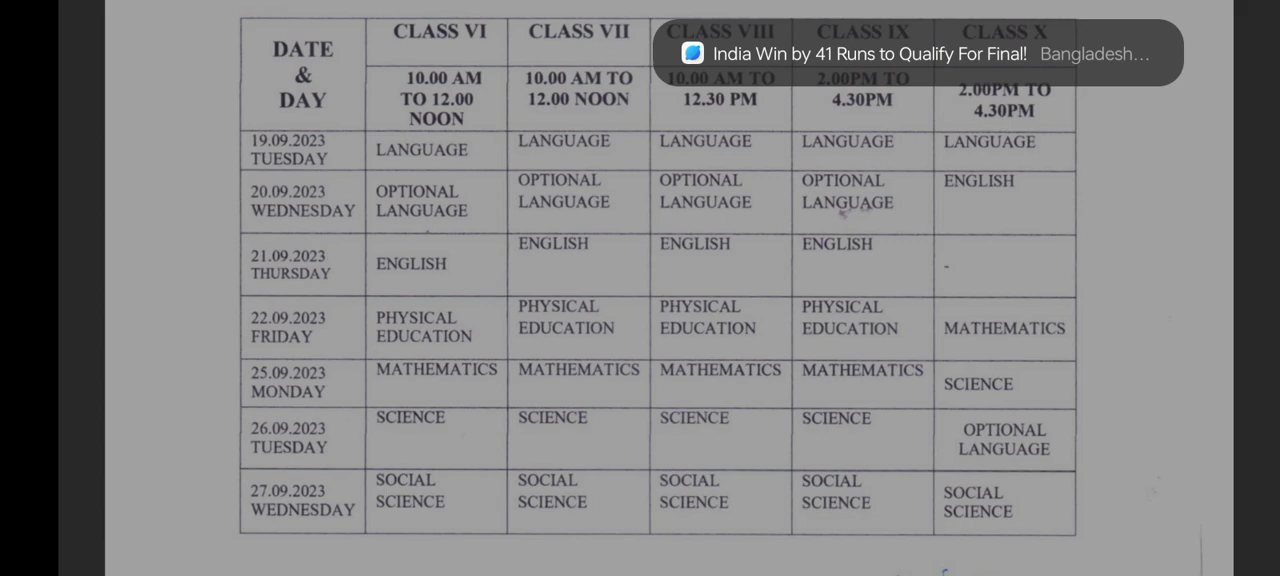 CLASS VI CLASS VII CLASS VIII CLASS IX CLASS X
India Win by 41 Runs to Qualify For Final! Bangladesh...
DATE
&
DAY
10.00 AM
TO 12.00
NOON
10.00 AM TO
12.00 NOON
10.00 AM TO
12.30 PM
2.00PM TO
4.30PM
2.00PM TO
4.30PM
19.09.2023
TUESDAY
LANGUAGE
LANGUAGE
LANGUAGE
LANGUAGE
LANGUAGE
20.09.2023
WEDNESDAY
OPTIONAL
LANGUAGE
OPTIONAL
LANGUAGE
OPTIONAL
LANGUAGE
OPTIONAL
LANGUAGE
ENGLISH
21.09.2023
THURSDAY
ENGLISH
ENGLISH
ENGLISH
ENGLISH
-
22.09.2023
FRIDAY
PHYSICAL
EDUCATION
PHYSICAL
EDUCATION
PHYSICAL
EDUCATION
PHYSICAL
EDUCATION
MATHEMATICS
25.09.2023
MONDAY
MATHEMATICS
MATHEMATICS
MATHEMATICS
MATHEMATICS
SCIENCE
26.09.2023
TUESDAY
SCIENCE
SCIENCE
SCIENCE
SCIENCE
OPTIONAL
LANGUAGE
27.09.2023
WEDNESDAY
SOCIAL
SCIENCE
SOCIAL
SCIENCE
SOCIAL
SCIENCE
SOCIAL
SCIENCE
SOCIAL
SCIENCE